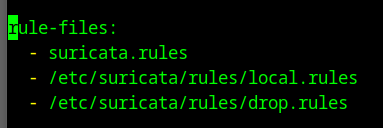 rule-files:
  - suricata.rules
  - /etc/suricata/rules/local.rules
  - /etc/suricata/rules/drop.rules